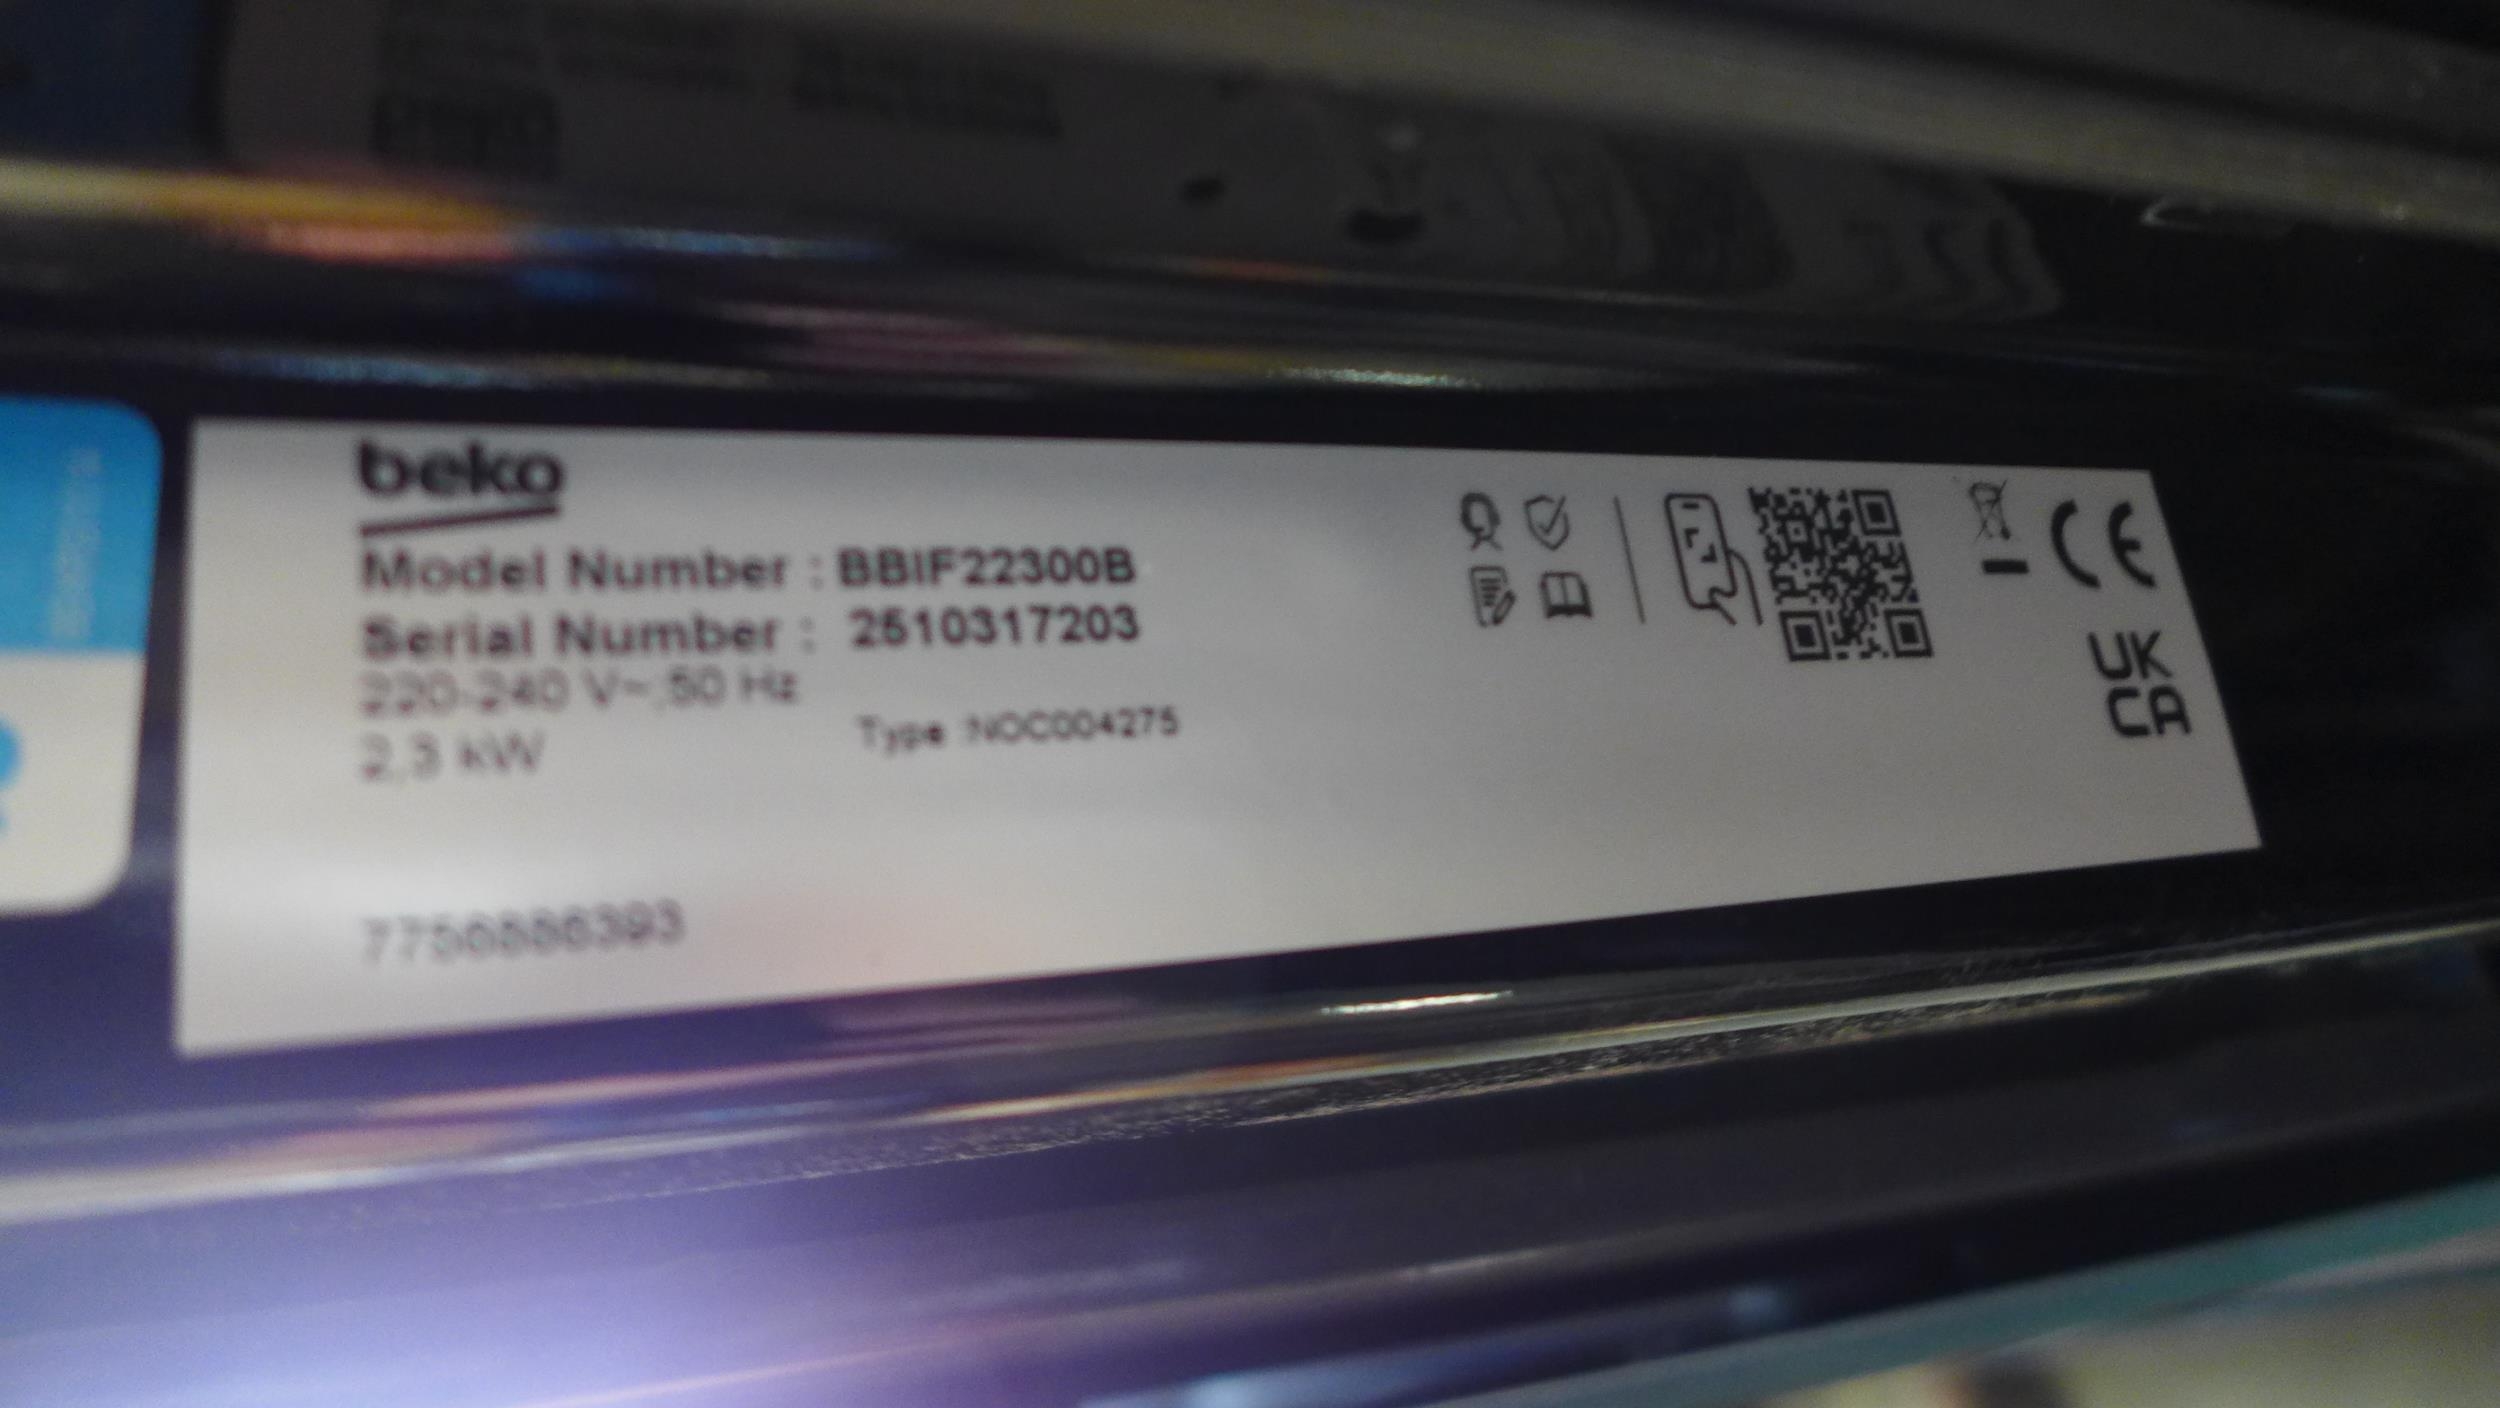 beko
Model Number : BBIF22300B
Serial Number : 2510317203
220-240 V~;50 Hz
2,3 kW
Type :NOC004275
7756886393
CE
UK
CA